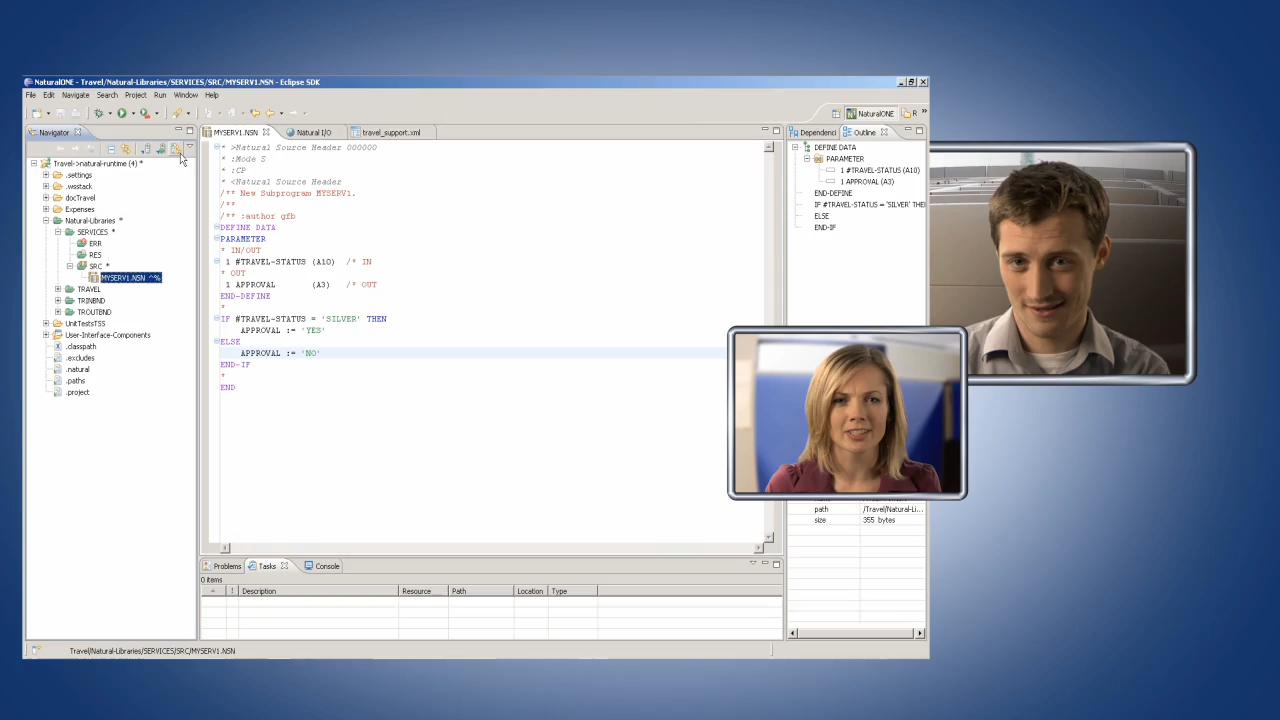 NaturalONE - Travel/Natural-Libraries/SERVICES/SRC/MYSERV1.NSN - Eclipse SDK
File Edit Navigate Search Project Run Window Help
NaturalONE R
Navigator
Travel->natural-runtime (4) *
.settings
.wsstack
docTravel
Expenses
Natural-Libraries *
SERVICES *
ERR
RES
SRC *
MYSERV1.NSN ^%
TRAVEL
TRINBND
TROUTBND
UnitTestsTSS
User-Interface-Components
.classpath
.excludes
.natural
.paths
.project
MYSERV1.NSN Natural I/O travel_support.xml
* >Natural Source Header 000000
* :Mode S
* :CP
* <Natural Source Header
/** New Subprogram MYSERV1.
/**
/** :author gfb
DEFINE DATA
PARAMETER
* IN/OUT
1 #TRAVEL-STATUS (A10) /* IN
* OUT
1 APPROVAL (A3) /* OUT
END-DEFINE
*
IF #TRAVEL-STATUS = 'SILVER' THEN
APPROVAL := 'YES'
ELSE
APPROVAL := 'NO'
END-IF
*
END
Dependenci Outline
DEFINE DATA
PARAMETER
1 #TRAVEL-STATUS (A10)
1 APPROVAL (A3)
END-DEFINE
IF #TRAVEL-STATUS = 'SILVER' THE
ELSE
END-IF
path /Travel/Natural-Li...
size 355 bytes
Problems Tasks Console
0 items
! Description Resource Path Location Type
Travel/Natural-Libraries/SERVICES/SRC/MYSERV1.NSN